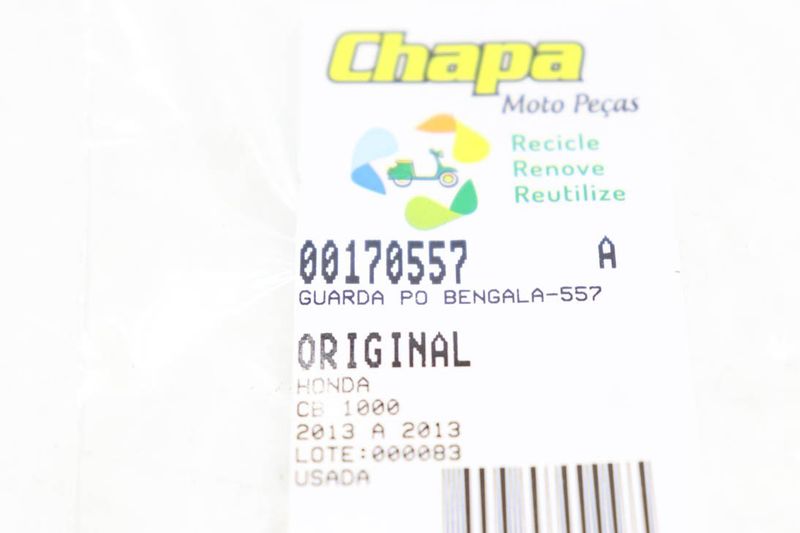 Chapa
Moto Peças
Recicle
Renove
Reutilize
00170557 A
GUARDA PO BENGALA-557
ORIGINAL
HONDA
CB 1000
2013 A 2013
LOTE:000083
USADA